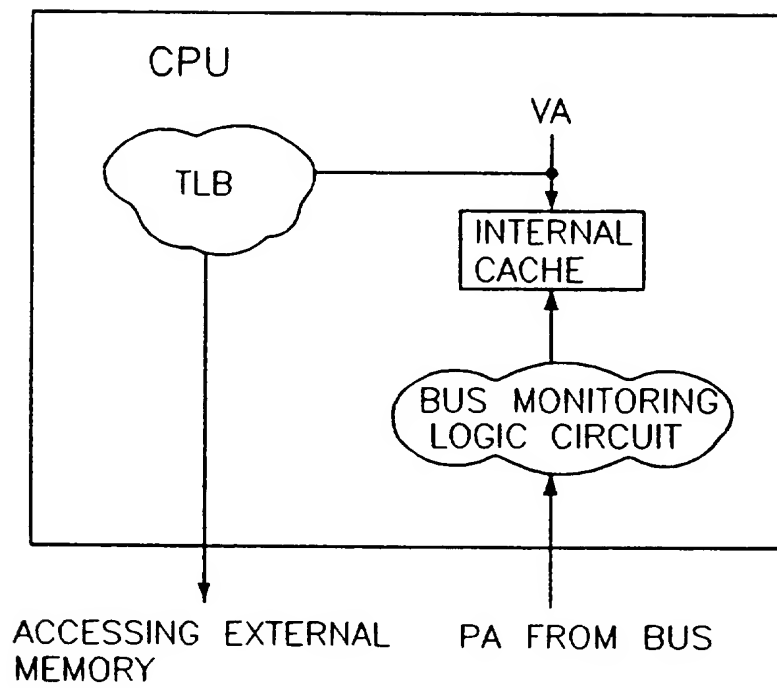 CPU
VA
TLB
INTERNAL
CACHE
BUS MONITORING
LOGIC CIRCUIT
ACCESSING EXTERNAL
MEMORY
PA FROM BUS